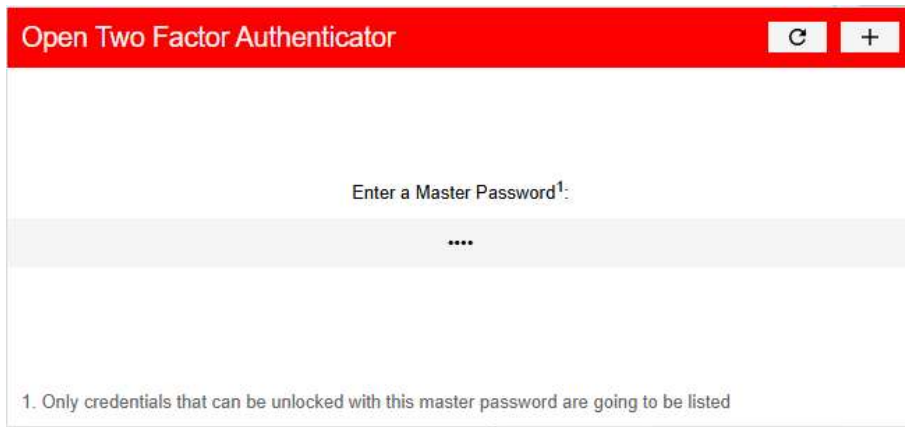 Open Two Factor Authenticator
Enter a Master Password¹:
••••
1. Only credentials that can be unlocked with this master password are going to be listed